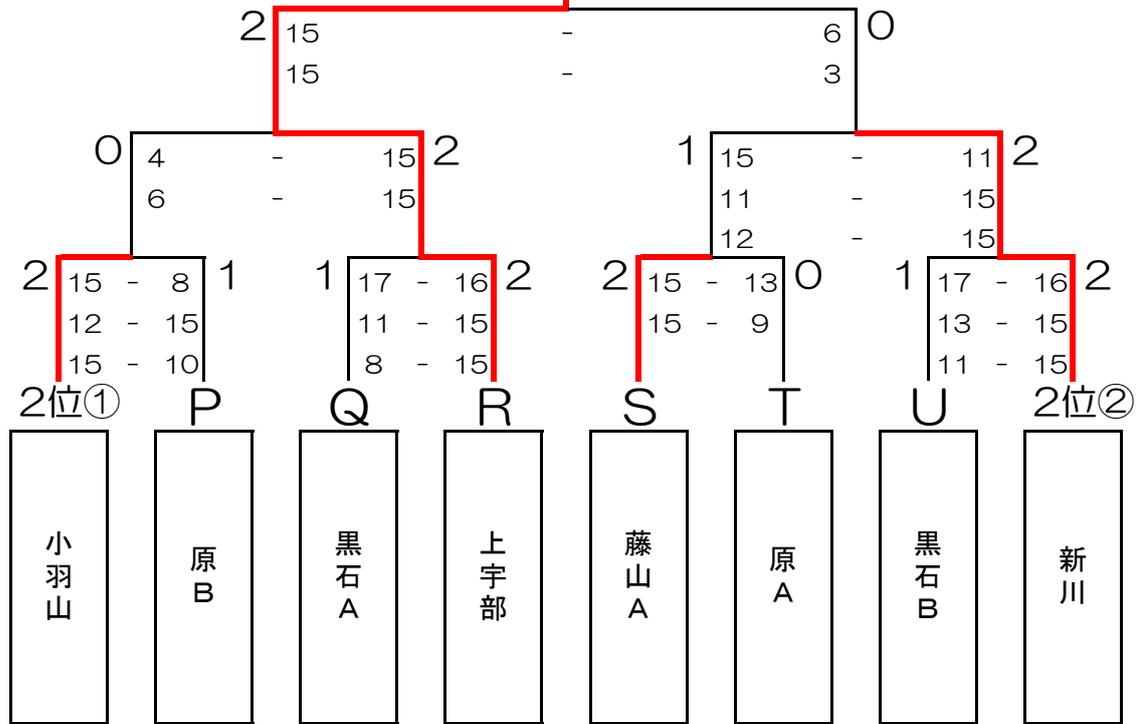 2 15 - 6 0
15 - 3
0 4 - 15 2 1 15 - 11 2
6 - 15 11 - 15
12 - 15
2 15 - 8 1 1 17 - 16 2 2 15 - 13 0 1 17 - 16 2
12 - 15 11 - 15 15 - 9 13 - 15
15 - 10 8 - 15 11 - 15
2位① P Q R S T U 2位②
小羽山
原B
黒石A
上宇部
藤山A
原A
黒石B
新川